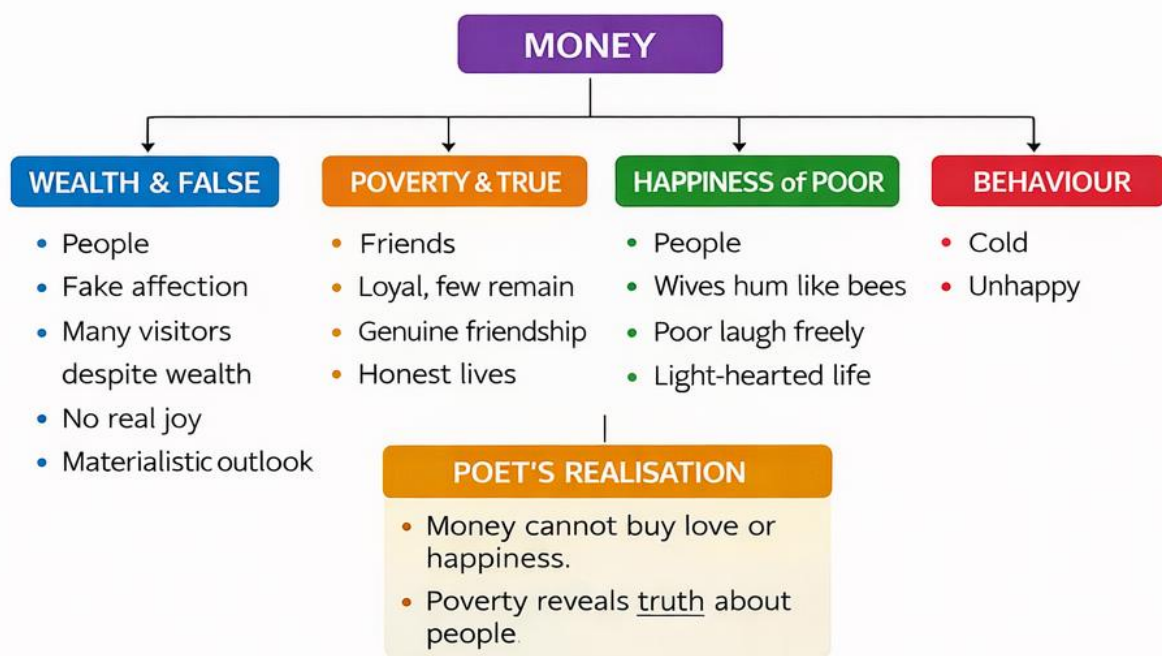 MONEY
WEALTH & FALSE
• People
• Fake affection
• Many visitors
despite wealth
• No real joy
• Materialistic outlook
POVERTY & TRUE
• Friends
• Loyal, few remain
• Genuine friendship
• Honest lives
HAPPINESS of POOR
• People
• Wives hum like bees
• Poor laugh freely
• Light-hearted life
BEHAVIOUR
• Cold
• Unhappy
POET'S REALISATION
• Money cannot buy love or
happiness.
• Poverty reveals truth about
people.